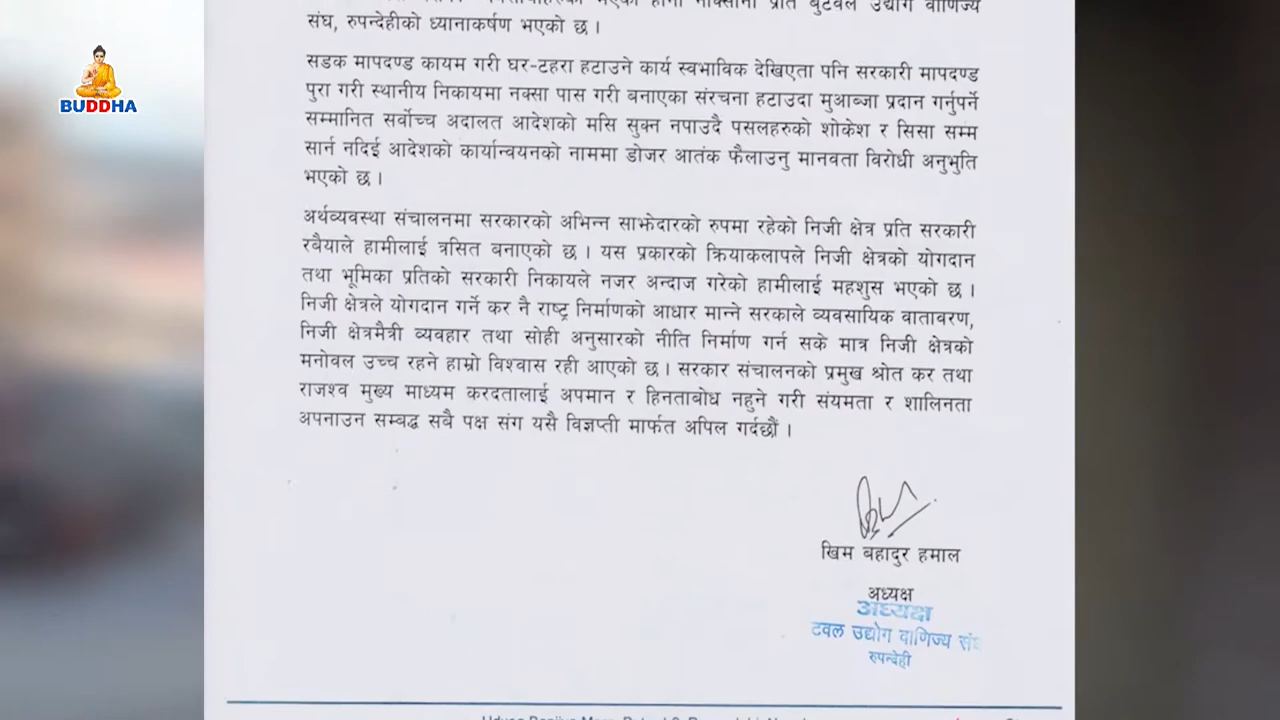 प्रति बुटवल उद्योग वाणिज्य
संघ, रुपन्देहीको ध्यानाकर्षण भएको छ ।
BUDDHA
सडक मापदण्ड कायम गरी घर-टहरा हटाउने कार्य स्वभाविक देखिएता पनि सरकारी मापदण्ड
पुरा गरी स्थानीय निकायमा नक्सा पास गरी बनाएका संरचना हटाउदा मुआब्जा प्रदान गर्नुपर्ने
सम्मानित सर्वोच्च अदालत आदेशको मसि सुक्न नपाउदै पसलहरुको शोकेश र सिसा सम्म
सार्न नदिई आदेशको कार्यान्वयनको नाममा डोजर आतंक फैलाउनु मानवता विरोधी अनुभुति
भएको छ ।
अर्थव्यवस्था संचालनमा सरकारको अभिन्न साझेदारको रुपमा रहेको निजी क्षेत्र प्रति सरकारी
रबैयाले हामीलाई त्रसित बनाएको छ । यस प्रकारको क्रियाकलापले निजी क्षेत्रको योगदान
तथा भूमिका प्रतिको सरकारी निकायले नजर अन्दाज गरेको हामीलाई महशुस भएको छ ।
निजी क्षेत्रले योगदान गर्ने कर नै राष्ट्र निर्माणको आधार मान्ने सरकाले व्यवसायिक वातावरण,
निजी क्षेत्रमैत्री व्यवहार तथा सोही अनुसारको नीति निर्माण गर्न सके मात्र निजी क्षेत्रको
मनोवल उच्च रहने हाम्रो विश्वास रही आएको छ । सरकार संचालनको प्रमुख श्रोत कर तथा
राजश्व मुख्य माध्यम करदतालाई अपमान र हिनताबोध नहुने गरी संयमता र शालिनता
अपनाउन सम्बद्ध सबै पक्ष संग यसै विज्ञप्ती मार्फत अपिल गर्दछौं ।
खिम बहादुर हमाल
अध्यक्ष
अध्यक्ष
टवल उद्योग वाणिज्य संघ
रुपन्देही